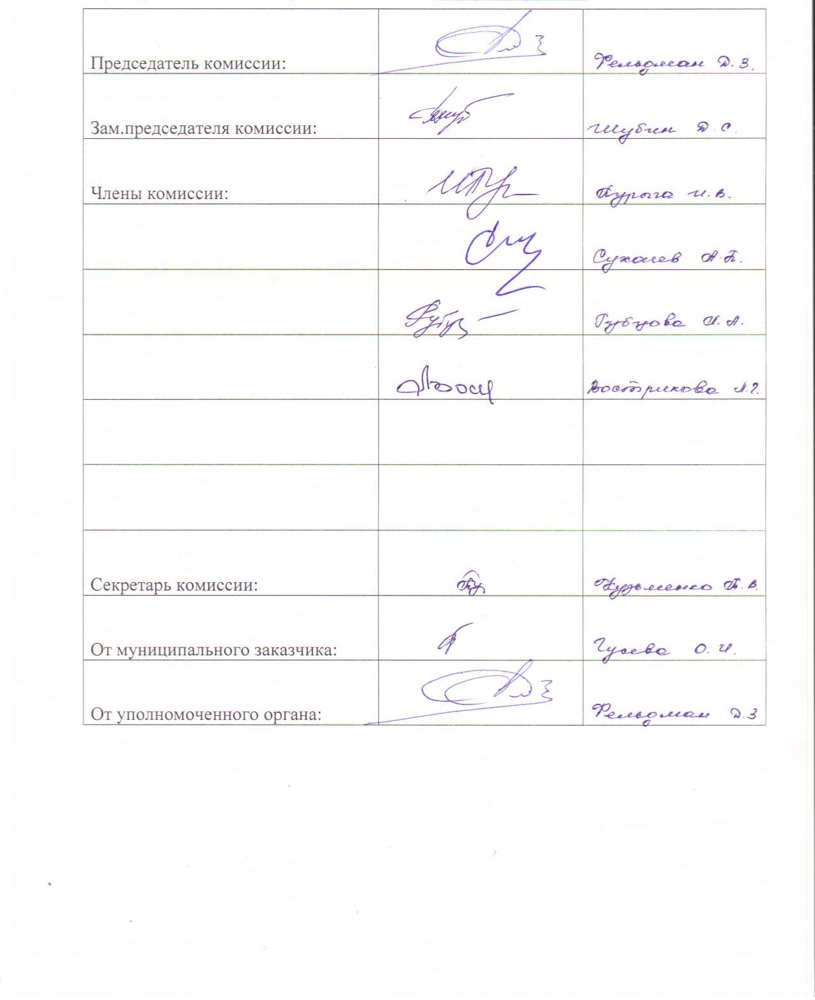 Председатель комиссии: Фельдман Д. З.
Зам.председателя комиссии: Шубин Д. С.
Члены комиссии: И. В.
Сухачев А. П.
Губцова И. А.
Вострикова Л. Г.
Секретарь комиссии: Кузьменко Т. В.
От муниципального заказчика: Гусева О. И.
От уполномоченного органа: Фельдман Д. З